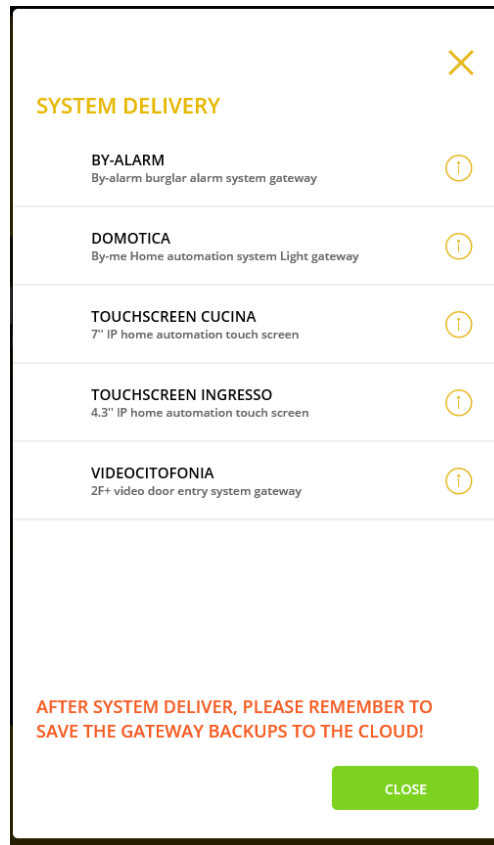 SYSTEM DELIVERY
BY-ALARM
By-alarm burglar alarm system gateway
DOMOTICA
By-me Home automation system Light gateway
TOUCHSCREEN CUCINA
7" IP home automation touch screen
TOUCHSCREEN INGRESSO
4.3" IP home automation touch screen
VIDEOCITOFONIA
2F+ video door entry system gateway
AFTER SYSTEM DELIVER, PLEASE REMEMBER TO
SAVE THE GATEWAY BACKUPS TO THE CLOUD!
CLOSE